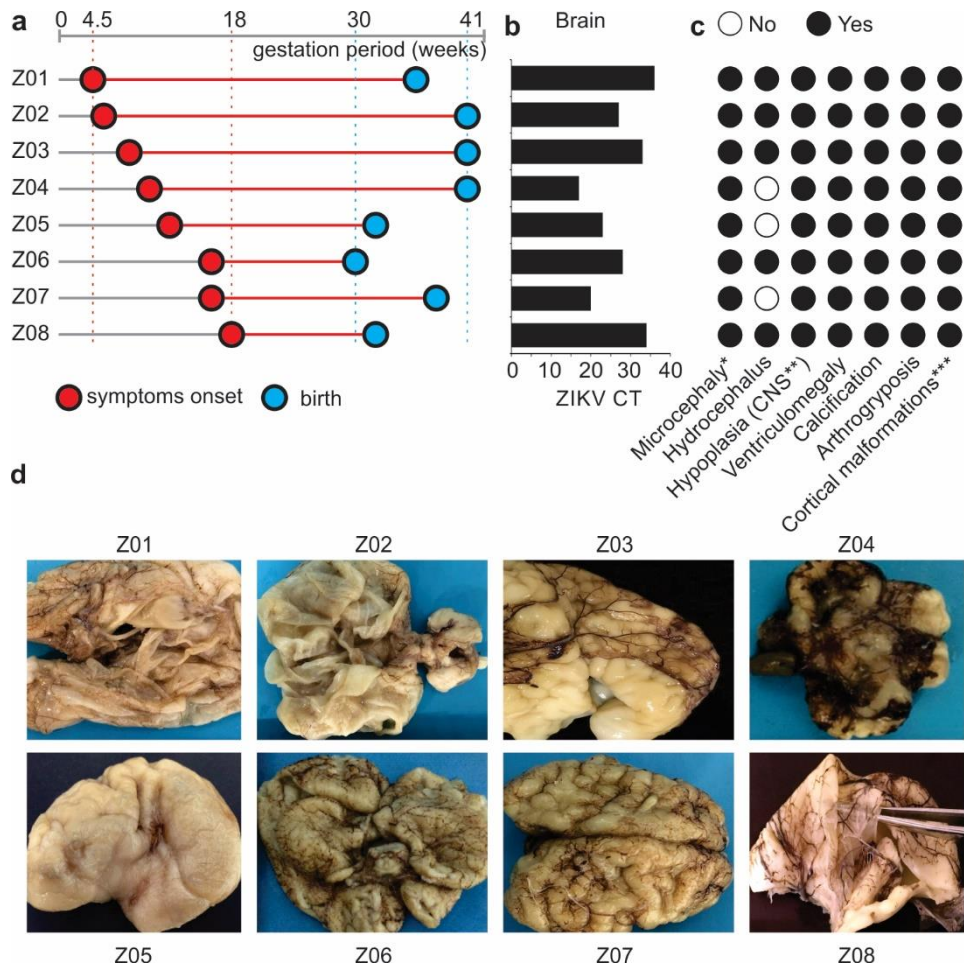 a
0 4.5 18 30 41
gestation period (weeks)
Z01
Z02
Z03
Z04
Z05
Z06
Z07
Z08
symptoms onset birth
b Brain
0 10 20 30 40
ZIKV CT
c No Yes
Microcephaly*
Hydrocephalus
Hypoplasia (CNS**)
Ventriculomegaly
Calcification
Arthrogryposis
Cortical malformations***
d
Z01 Z02 Z03 Z04
Z05 Z06 Z07 Z08